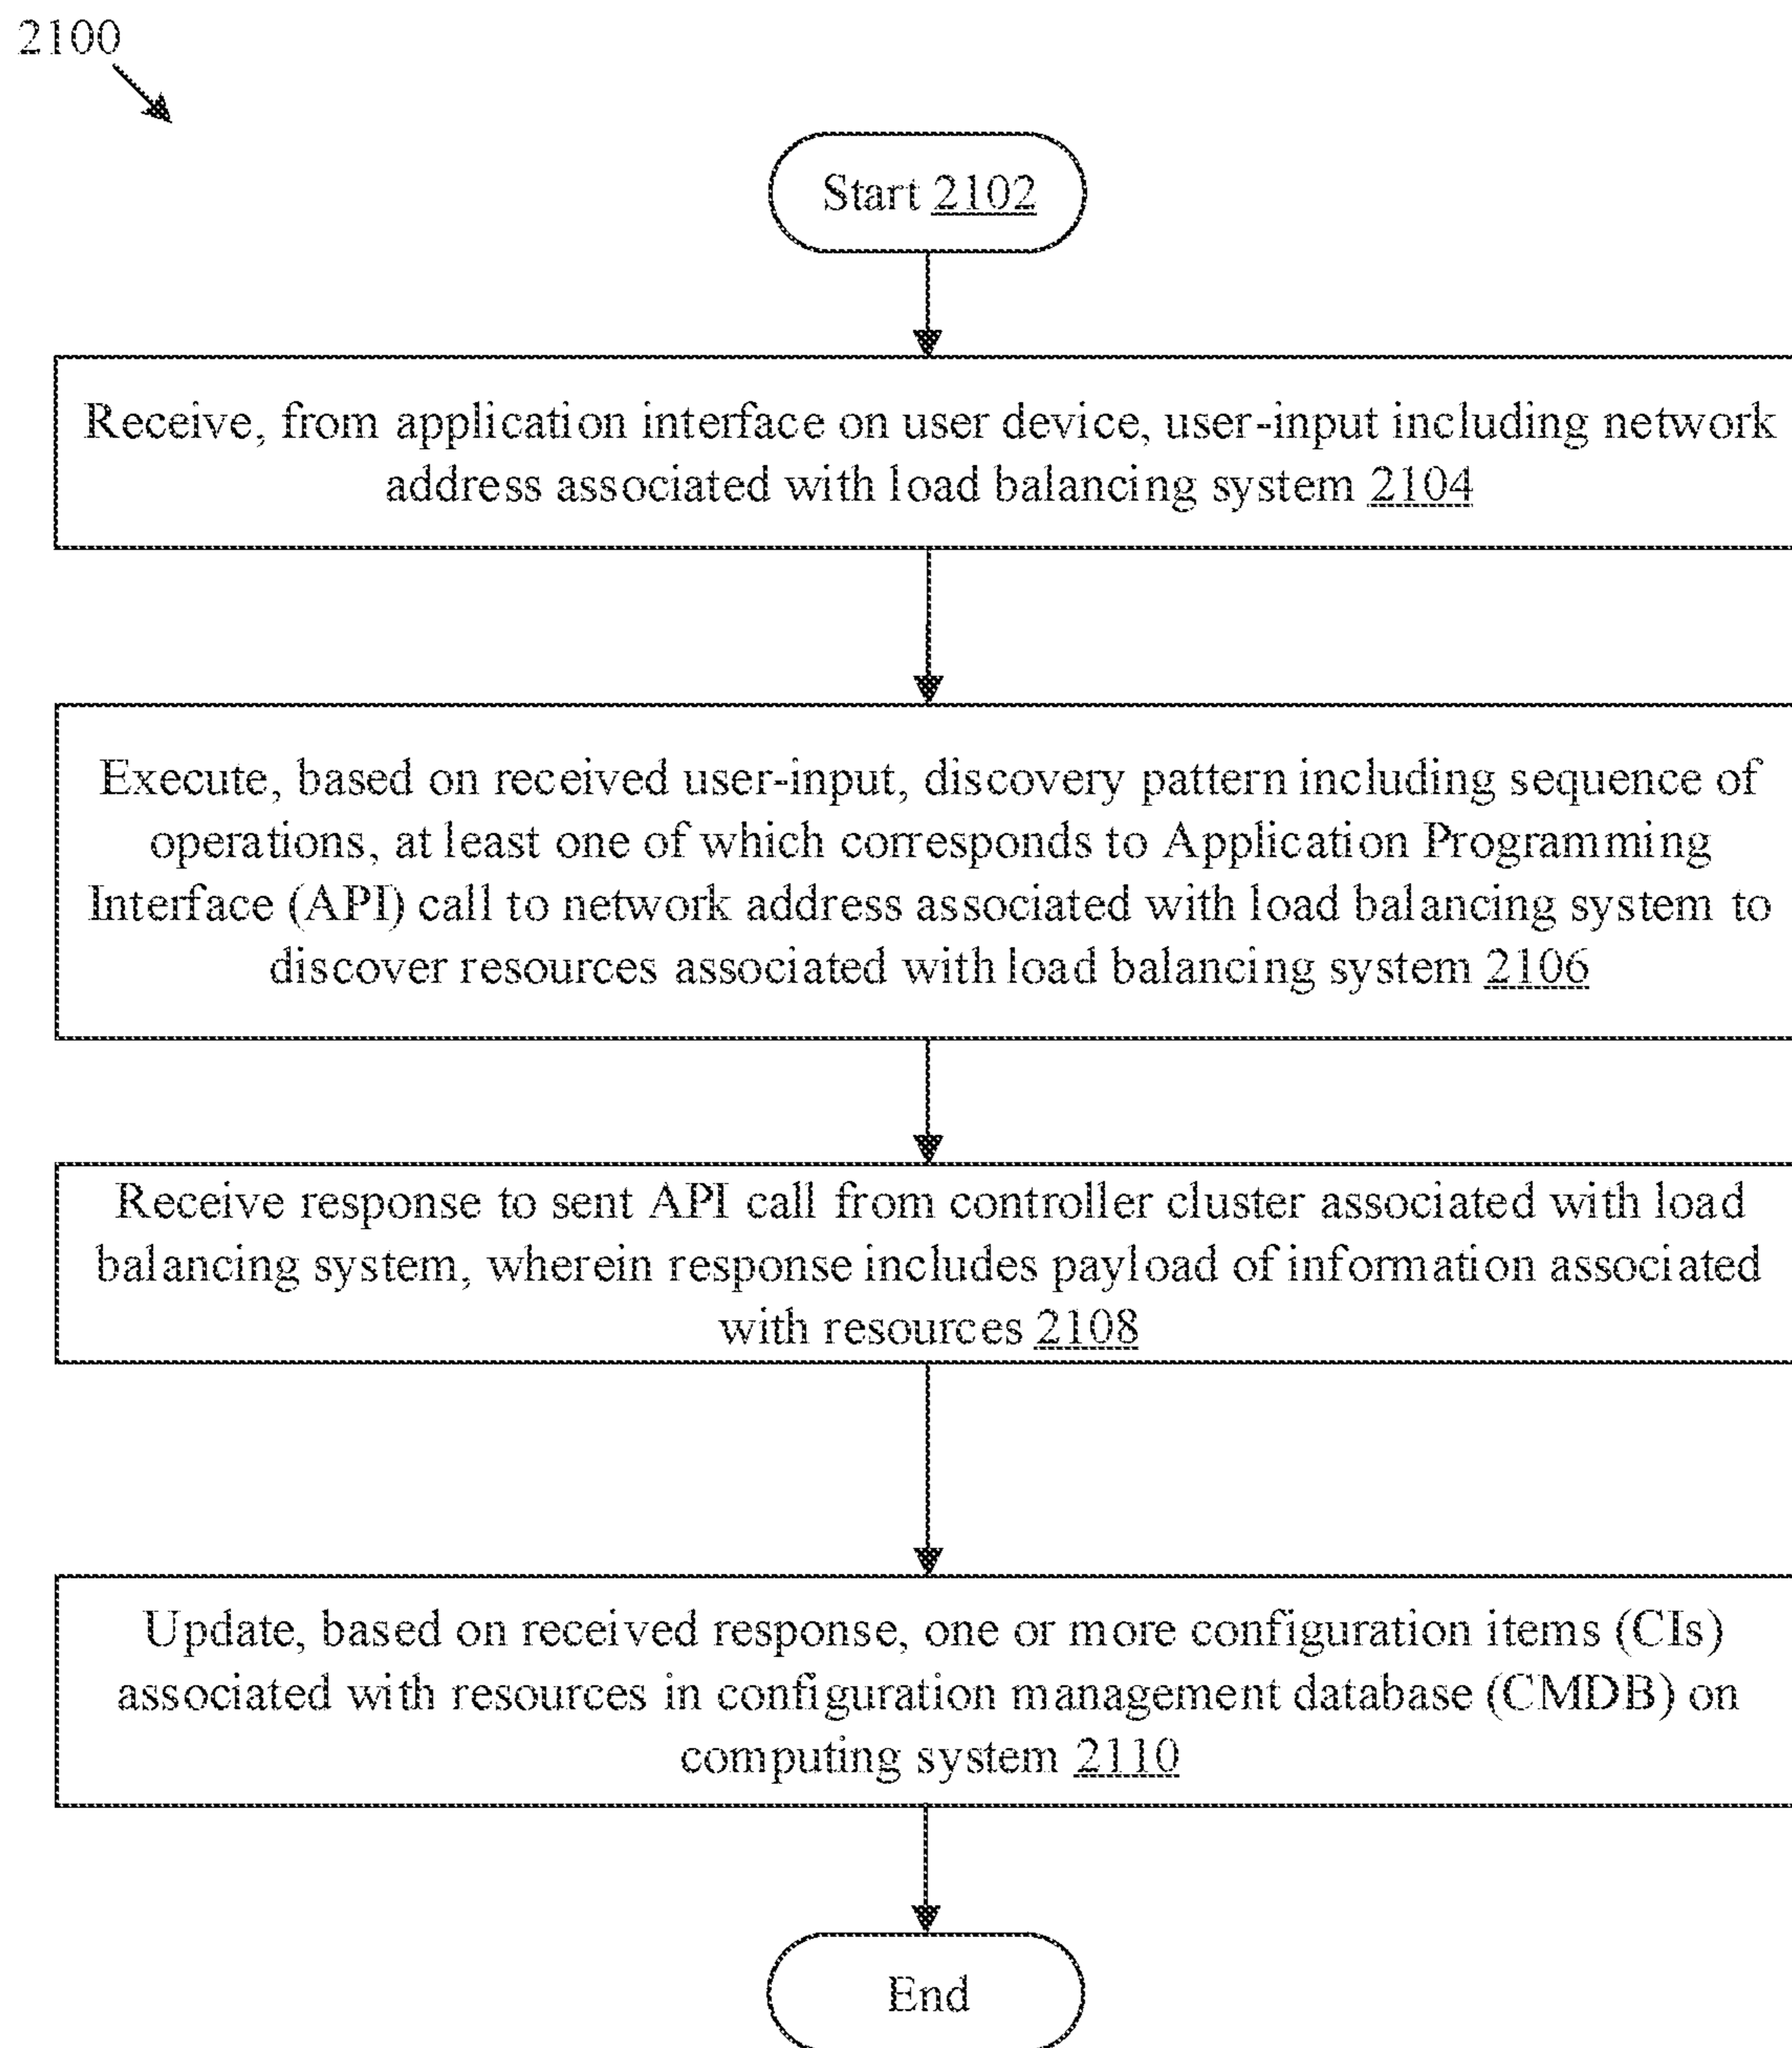 2100
Start 2102
Receive, from application interface on user device, user-input including network
address associated with load balancing system 2104
Execute, based on received user-input, discovery pattern including sequence of
operations, at least one of which corresponds to Application Programming
Interface (API) call to network address associated with load balancing system to
discover resources associated with load balancing system 2106
Receive response to sent API call from controller cluster associated with load
balancing system, wherein response includes payload of information associated
with resources 2108
Update, based on received response, one or more configuration items (CIs)
associated with resources in configuration management database (CMDB) on
computing system 2110
End